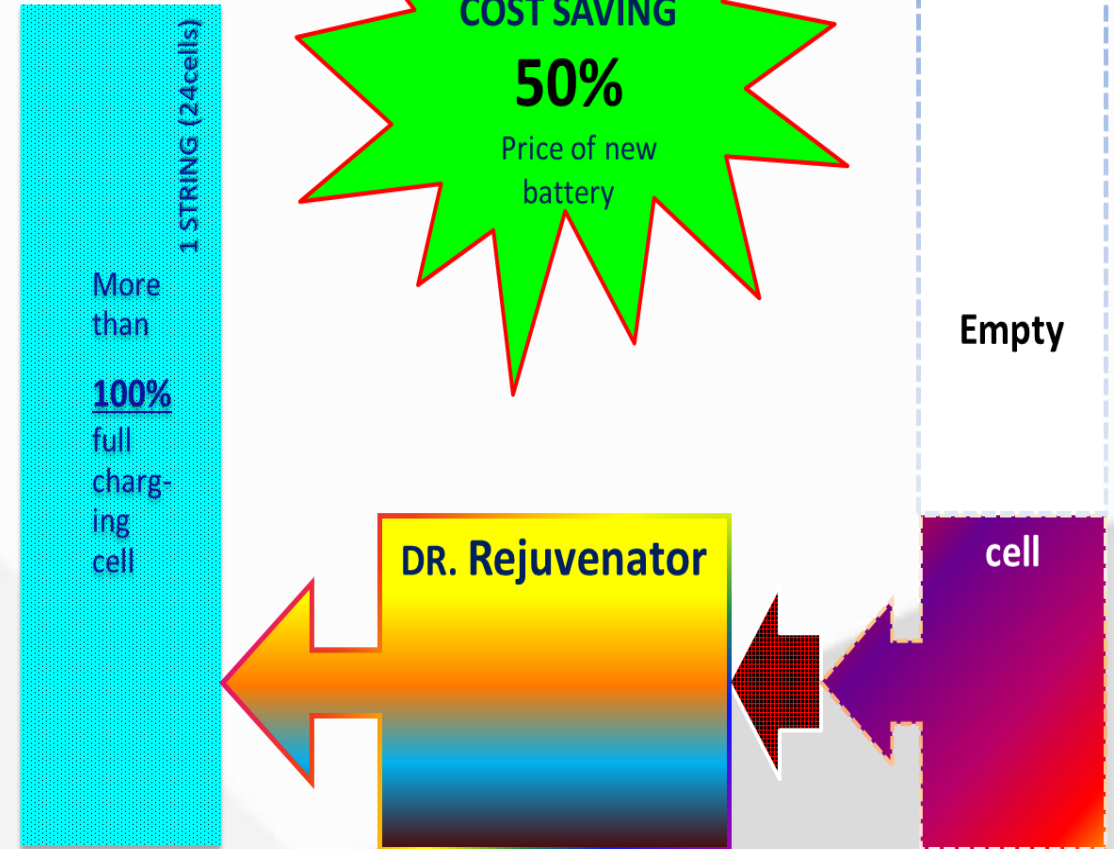 COST SAVING
50%
Price of new
battery
1 STRING (24cells)
More
than
100%
full
charg-
ing
cell
Empty
DR. Rejuvenator
cell